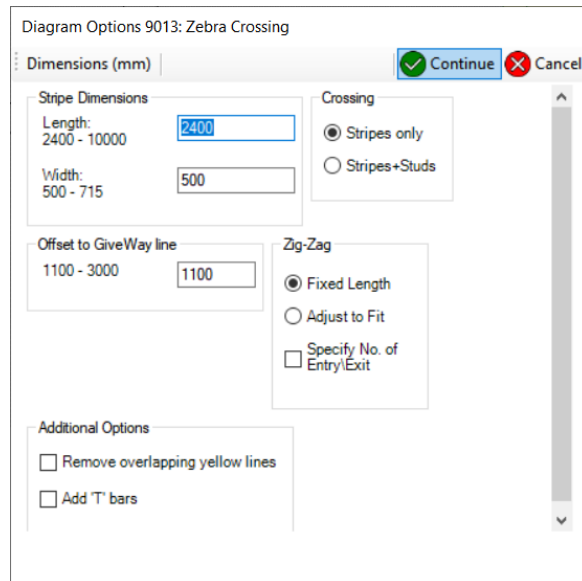 Diagram Options 9013: Zebra Crossing
Dimensions (mm)
Continue
Cancel
Stripe Dimensions
Length:
2400 - 10000
2400
Width:
500 - 715
500
Crossing
Stripes only
Stripes+Studs
Offset to GiveWay line
1100 - 3000
1100
Zig-Zag
Fixed Length
Adjust to Fit
Specify No. of
Entry\Exit
Additional Options
Remove overlapping yellow lines
Add 'T' bars